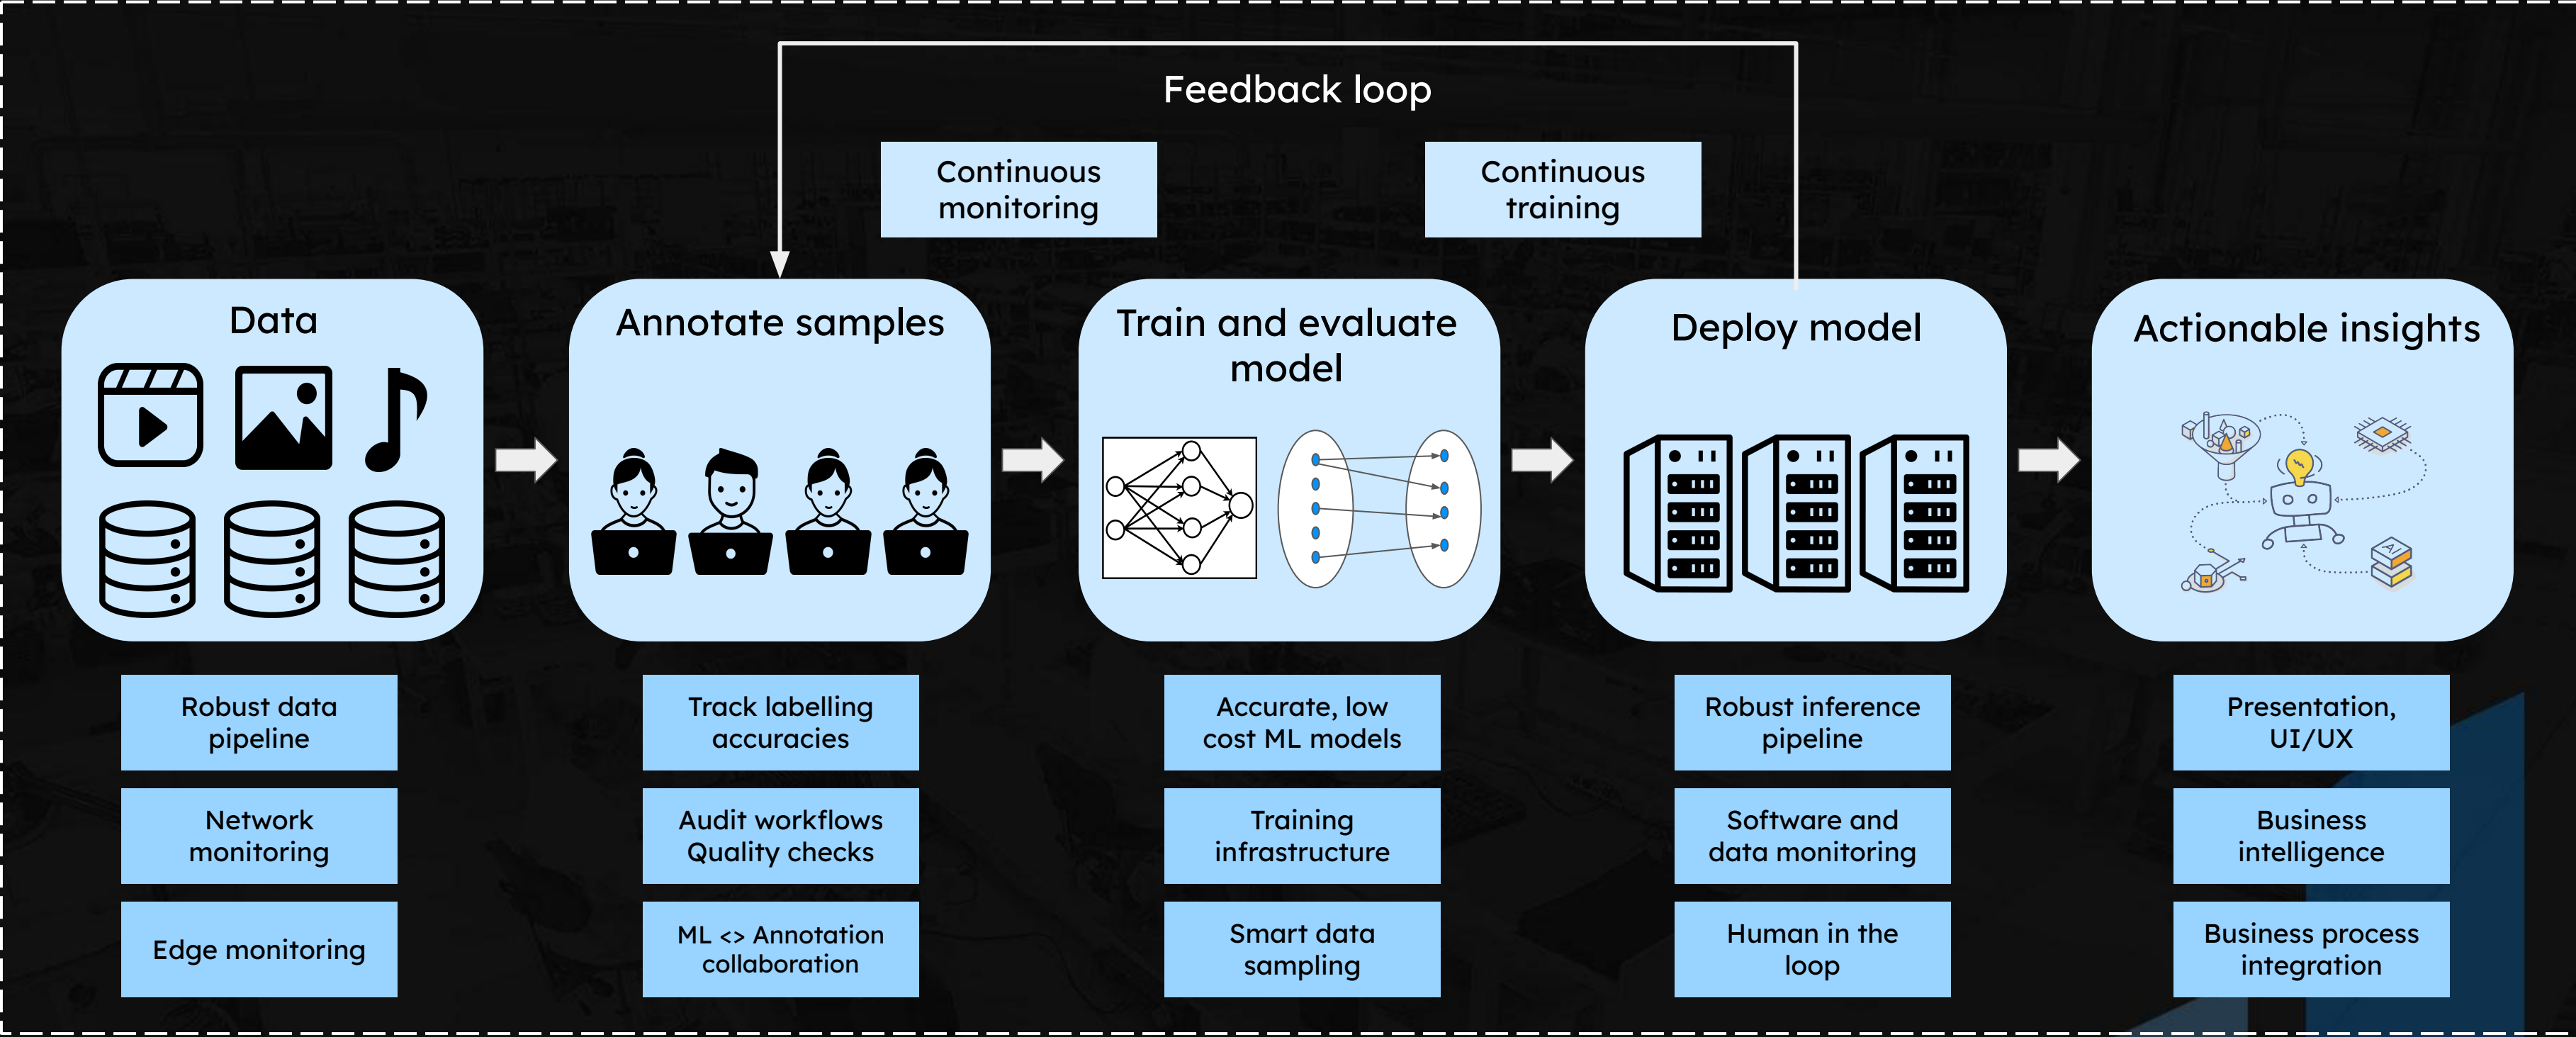 Feedback loop
Continuous
monitoring
Continuous
training
Data
Annotate samples
Train and evaluate
model
Deploy model
Actionable insights
AI
Robust data
pipeline
Network
monitoring
Edge monitoring
Track labelling
accuracies
Audit workflows
Quality checks
ML <> Annotation
collaboration
Accurate, low
cost ML models
Training
infrastructure
Smart data
sampling
Robust inference
pipeline
Software and
data monitoring
Human in the
loop
Presentation,
UI/UX
Business
intelligence
Business process
integration